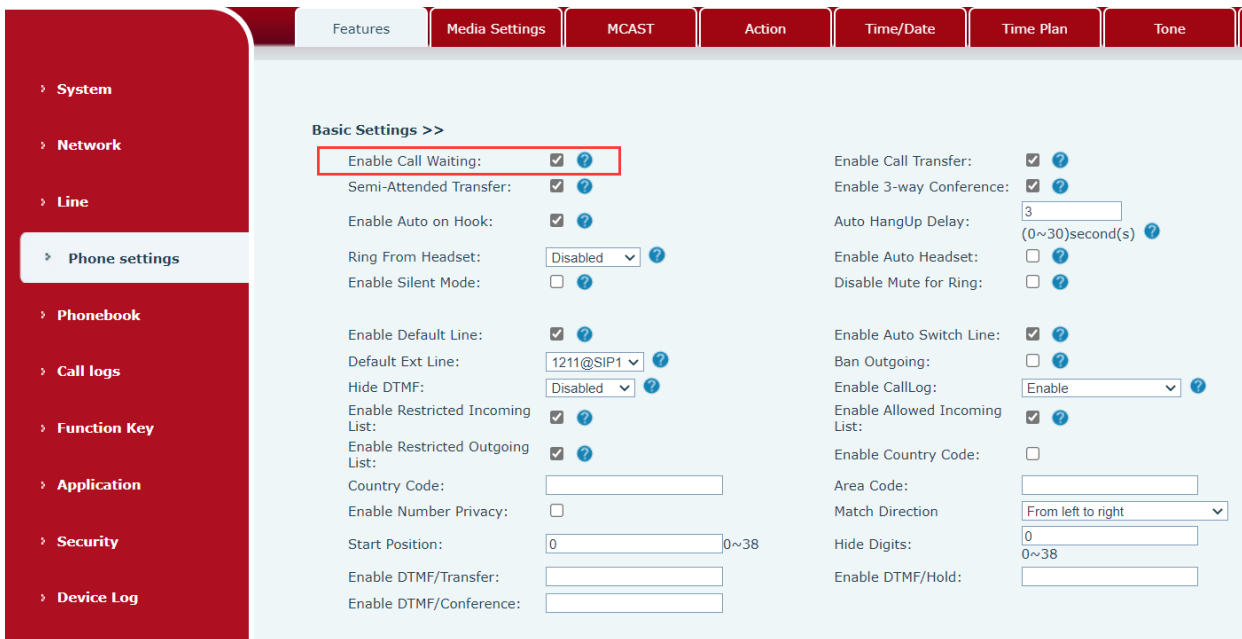 Features
Media Settings
MCAST
Action
Time/Date
Time Plan
Tone
System
Network
Line
Phone settings
Phonebook
Call logs
Function Key
Application
Security
Device Log
Basic Settings >>
Enable Call Waiting: ?
Enable Call Transfer: ?
Semi-Attended Transfer: ?
Enable 3-way Conference: ?
Enable Auto on Hook: ?
Auto HangUp Delay: 3
(0~30)second(s) ?
Ring From Headset: Disabled ?
Enable Auto Headset: ?
Enable Silent Mode: ?
Disable Mute for Ring: ?
Enable Default Line: ?
Enable Auto Switch Line: ?
Default Ext Line: 1211@SIP1 ?
Ban Outgoing: ?
Hide DTMF: Disabled ?
Enable CallLog: Enable ?
Enable Restricted Incoming
List: ?
Enable Allowed Incoming
List: ?
Enable Restricted Outgoing
List: ?
Enable Country Code:
Country Code:
Area Code:
Enable Number Privacy:
Match Direction From left to right
Start Position: 0 0~38
Hide Digits: 0
0~38
Enable DTMF/Transfer:
Enable DTMF/Hold:
Enable DTMF/Conference: